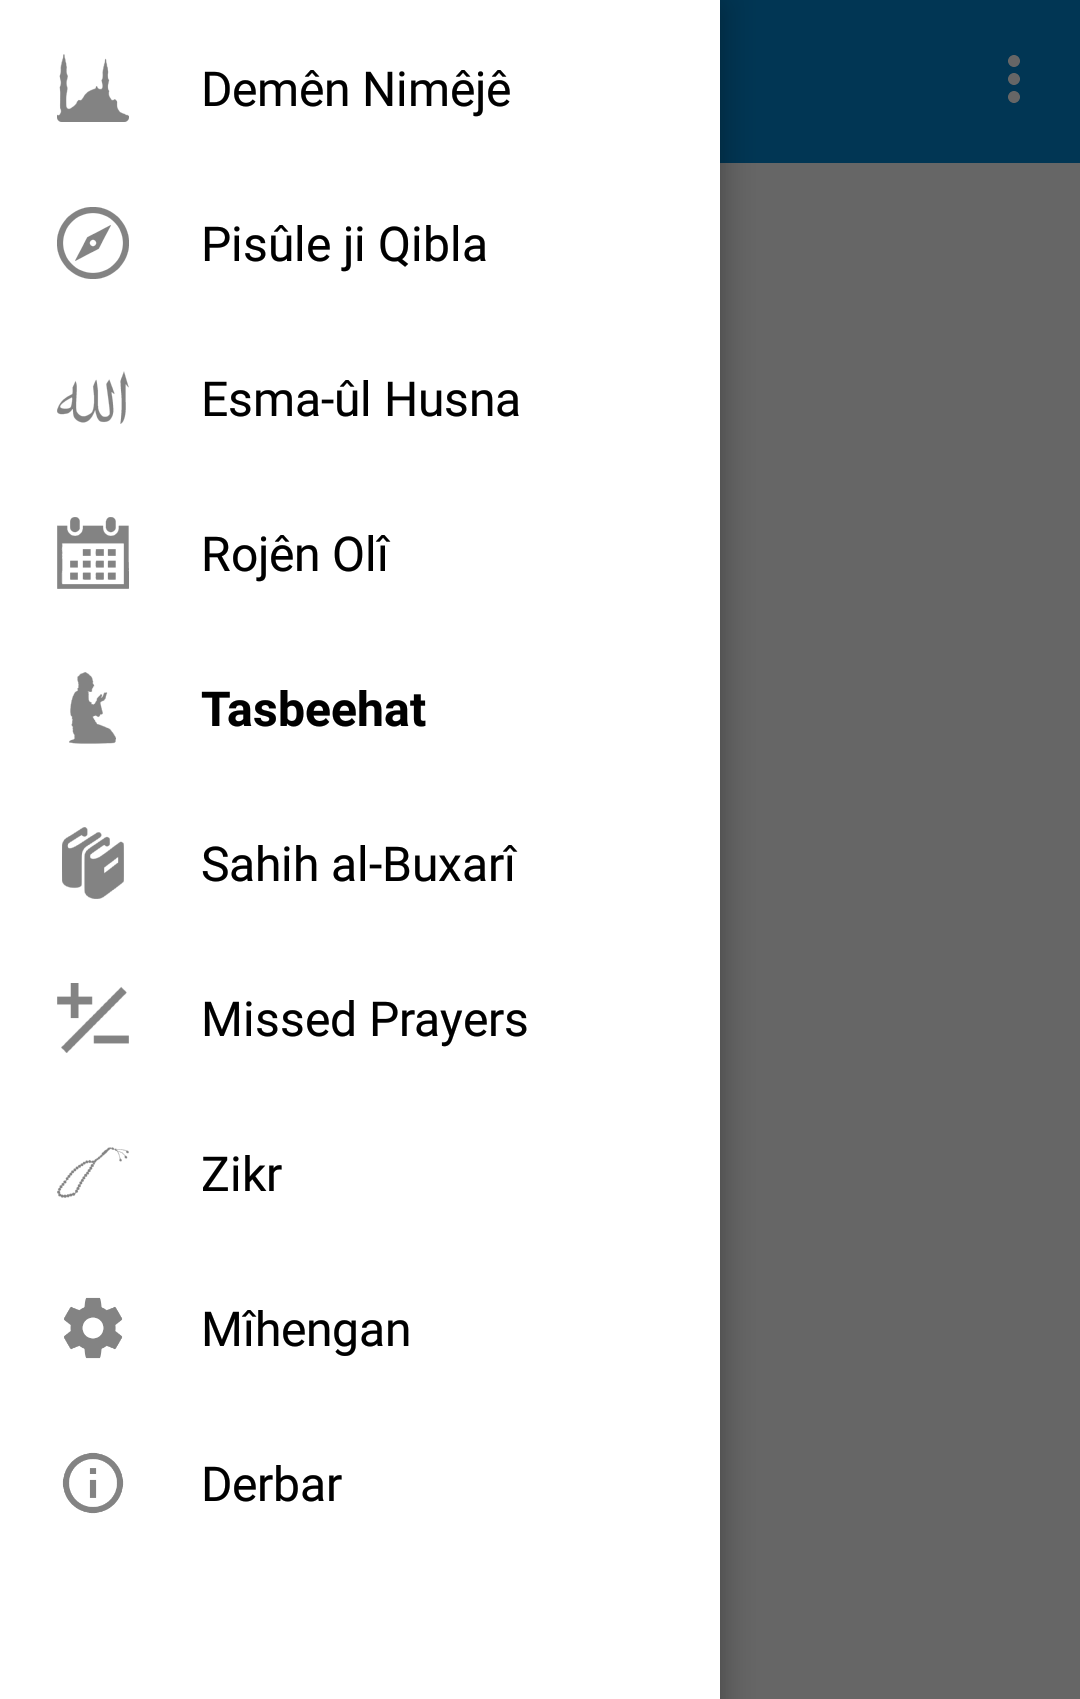 Demên Nimêjê
Pisûle ji Qibla
الله
Esma-ûl Husna
Rojên Olî
Tasbeehat
Sahih al-Buxarî
Missed Prayers
Zikr
Mîhengan
Derbar